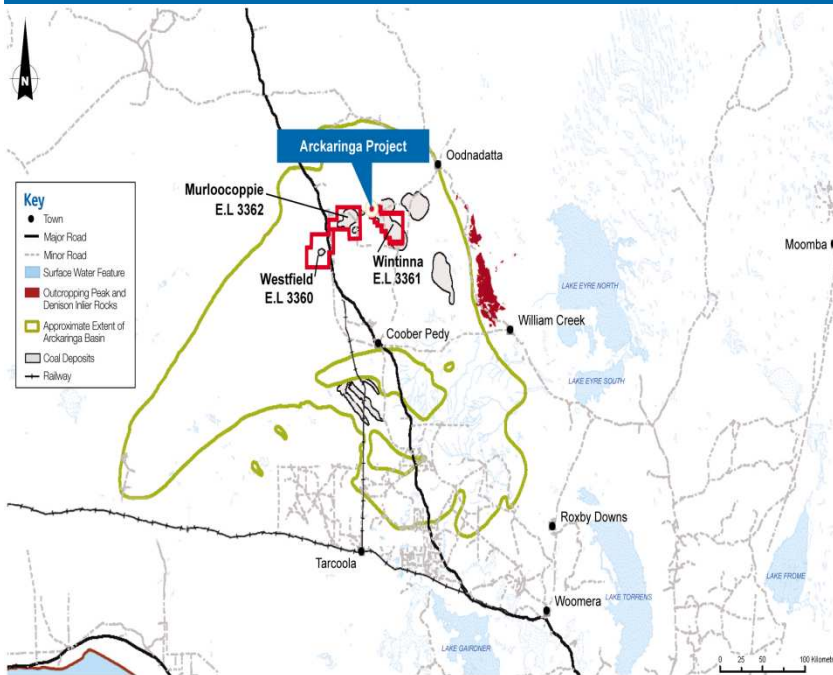 N
Arckaringa Project
Oodnadatta
Murloocoppie
E.L 3362
Key
Town
Major Road
Minor Road
Surface Water Feature
Outcropping Peak and
Denison Inlier Rocks
Approximate Extent of
Arckaringa Basin
Coal Deposits
Railway
Moomba
Wintinna
E.L 3361
Westfield
E.L 3360
LAKE EYRE NORTH
William Creek
Coober Pedy
LAKE EYRE SOUTH
Roxby Downs
Tarcoola
LAKE FROME
LAKE TORRENS
Woomera
LAKE GAIRDNER
0 25 50 100 Kilomet